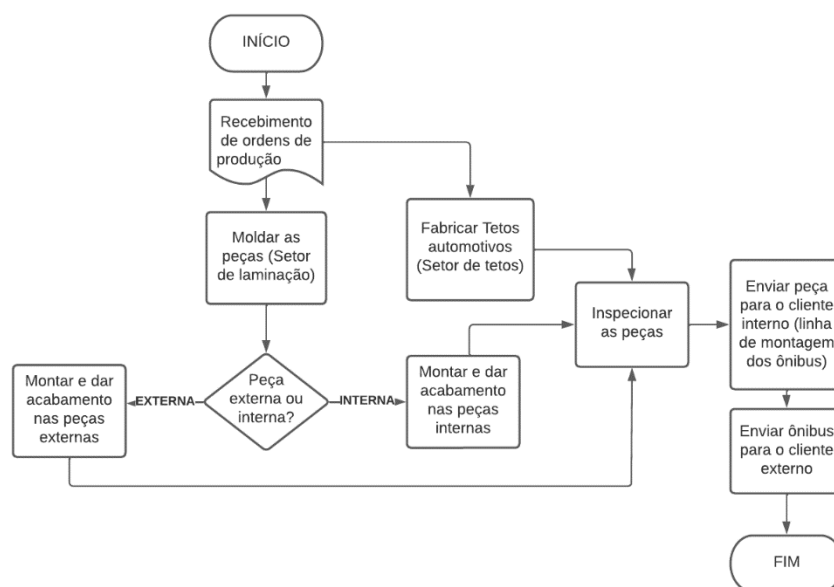 INÍCIO
Recebimento
de ordens de
produção
Moldar as
peças (Setor
de laminação)
Fabricar Tetos
automotivos
(Setor de tetos)
Inspecionar
as peças
Enviar peça
para o cliente
interno (linha
de montagem
dos ônibus)
Montar e dar
acabamento
nas peças
externas
EXTERNA
Peça
externa ou
interna?
INTERNA
Montar e dar
acabamento
nas peças
internas
Enviar ônibus
para o cliente
externo
FIM